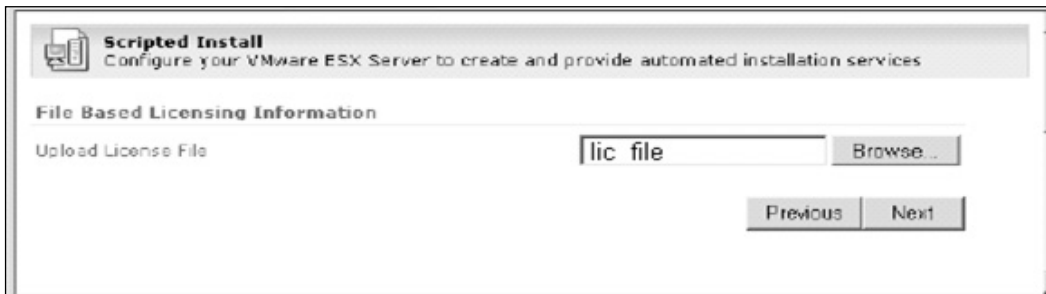 Scripted Install
Configure your VMware ESX Server to create and provide automated installation services
File Based Licensing Information
Upload License File
lic file
Browse...
Previous
Next